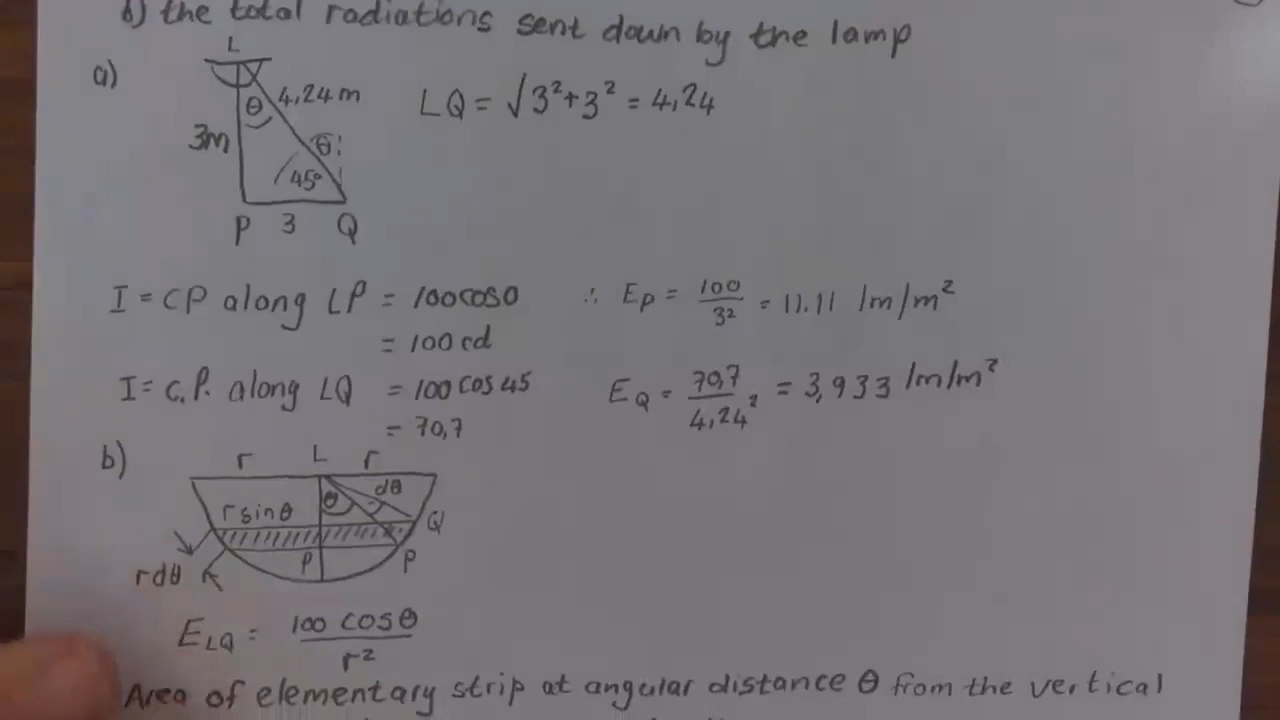 b) the total radiations sent down by the lamp
a)
L
θ 4,24 m
3m
θ
45°
P 3 Q
LQ = √3²+3² = 4,24
I = CP along LP = 100cos0
= 100 cd
∴ EP = 100/3² = 11.11 lm/m²
I = C.P. along LQ = 100 cos 45
= 70,7
EQ = 70,7/4,24² = 3,933 lm/m²
b)
r L r
θ dθ
r sinθ
Q
P P
rdθ
ELQ = 100 cosθ/r²
Area of elementary strip at angular distance θ from the vertical